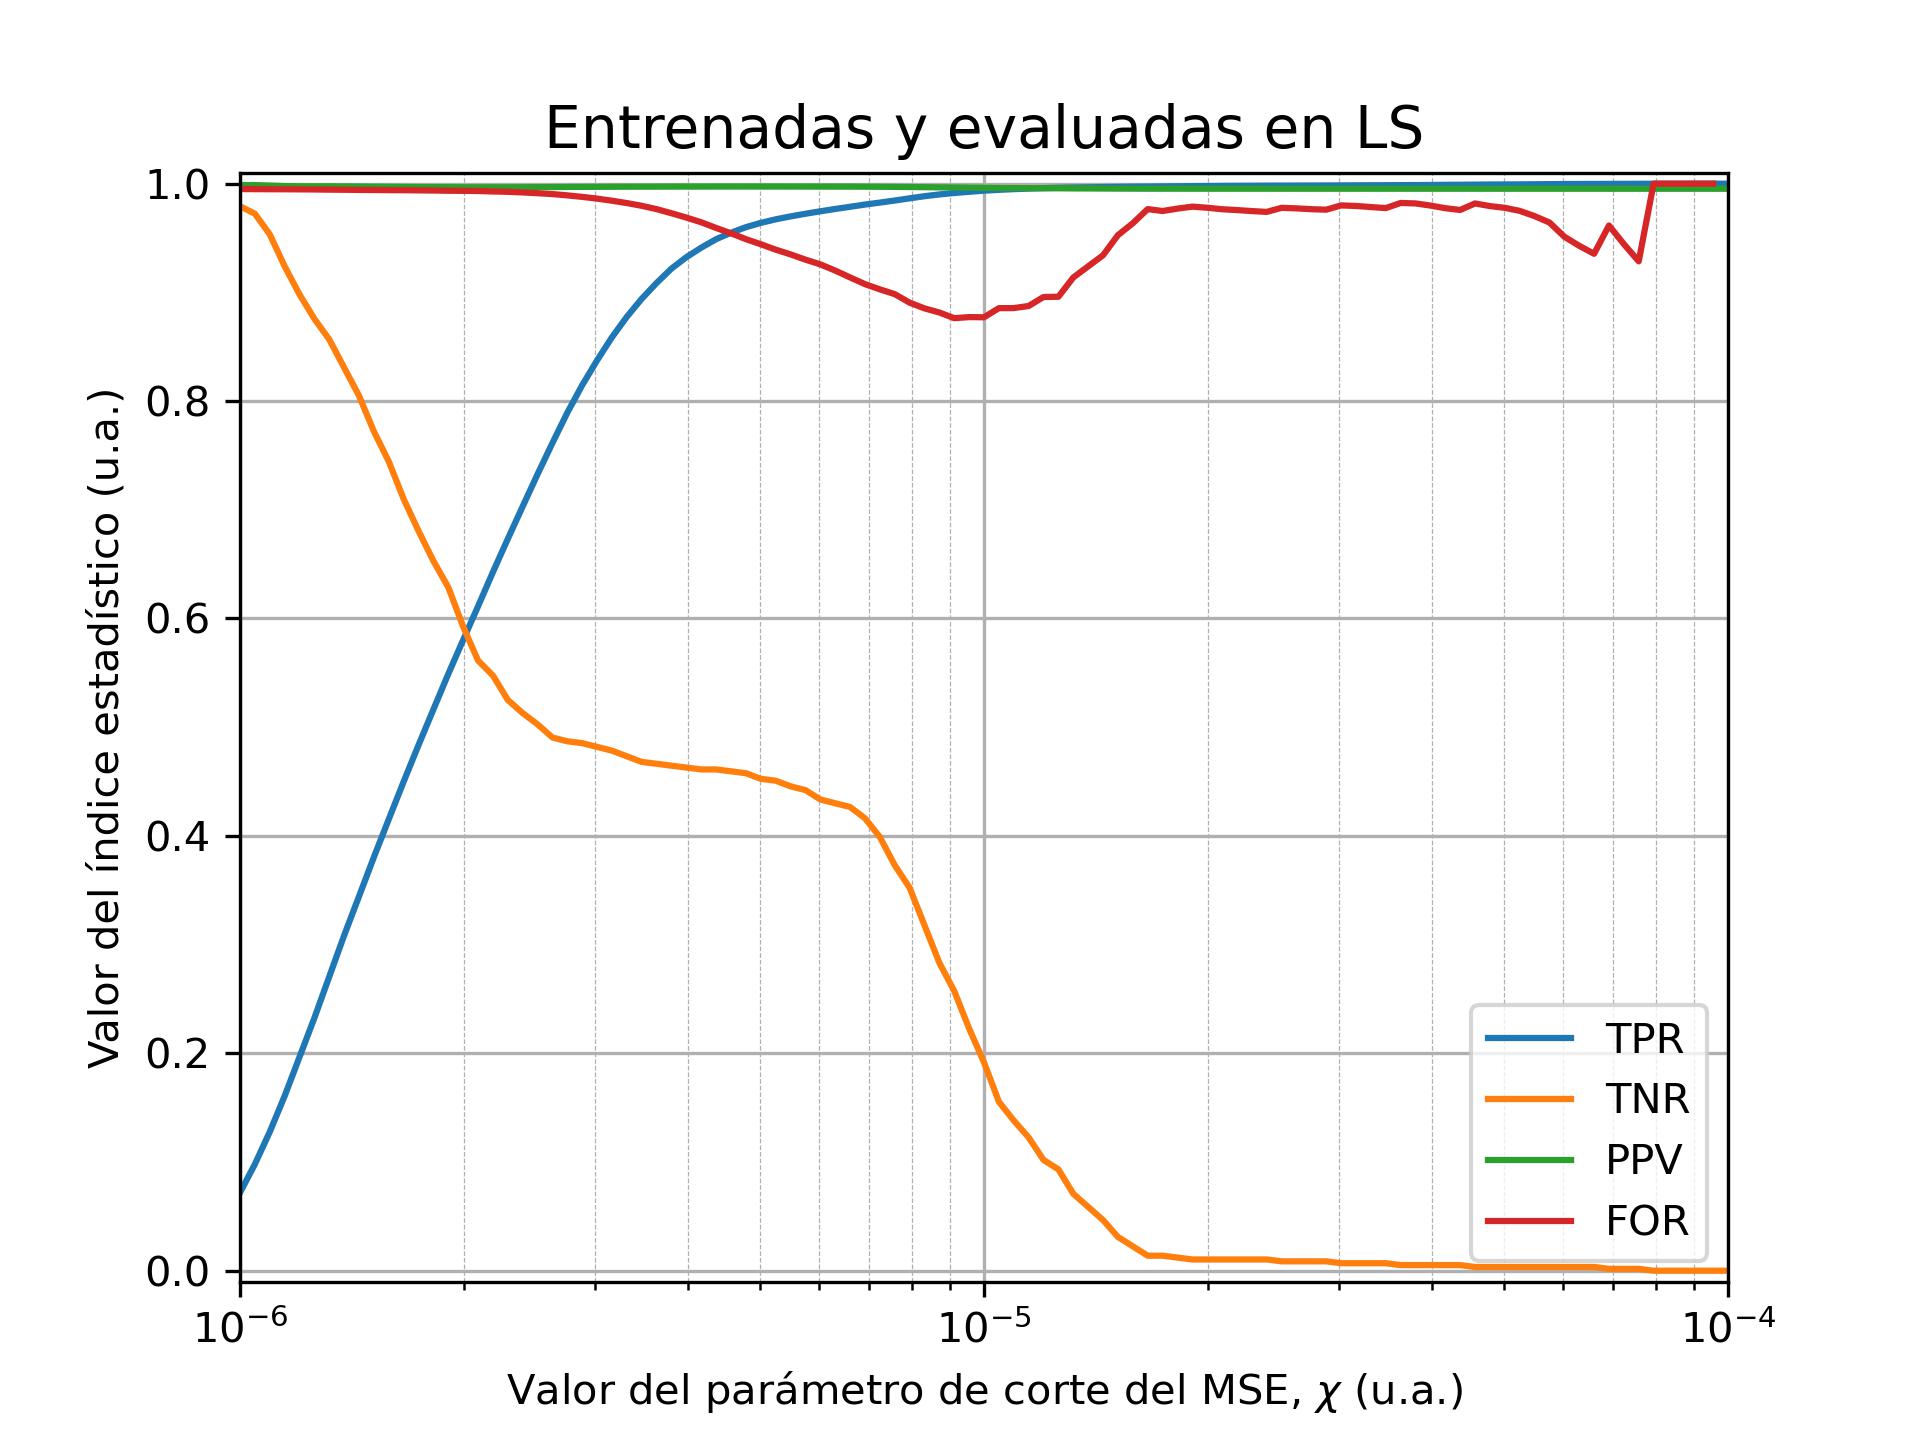 Entrenadas y evaluadas en LS
Valor del índice estadístico (u.a.)
1.0
0.8
0.6
0.4
0.2
0.0
10⁻⁶ 10⁻⁵ 10⁻⁴
Valor del parámetro de corte del MSE, χ (u.a.)
TPR
TNR
PPV
FOR